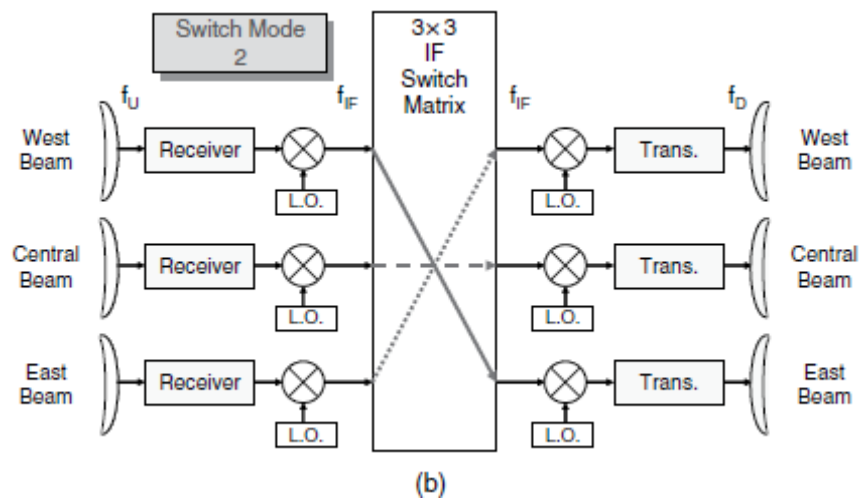 Switch Mode
2
3×3
IF
Switch
Matrix
f_U
f_IF
f_IF
f_D
West
Beam
Receiver
L.O.
L.O.
Trans.
West
Beam
Central
Beam
Receiver
L.O.
L.O.
Trans.
Central
Beam
East
Beam
Receiver
L.O.
L.O.
Trans.
East
Beam
(b)